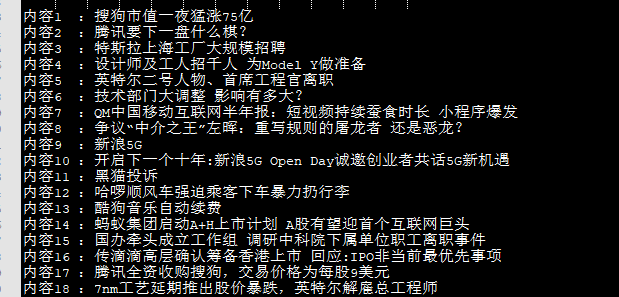 内容1 ：搜狗市值一夜猛涨75亿
内容2 ：腾讯要下一盘什么棋?
内容3 ：特斯拉上海工厂大规模招聘
内容4 ：设计师及工人招千人 为Model Y做准备
内容5 ：英特尔二号人物、首席工程官离职
内容6 ：技术部门大调整 影响有多大?
内容7 ：QM中国移动互联网半年报：短视频持续蚕食时长 小程序爆发
内容8 ：争议“中介之王”左晖：重写规则的屠龙者 还是恶龙?
内容9 ：新浪5G
内容10 ：开启下一个十年:新浪5G Open Day诚邀创业者共话5G新机遇
内容11 ：黑猫投诉
内容12 ：哈啰顺风车强迫乘客下车暴力扔行李
内容13 ：酷狗音乐自动续费
内容14 ：蚂蚁集团启动A+H上市计划 A股有望迎首个互联网巨头
内容15 ：国办牵头成立工作组 调研中科院下属单位职工离职事件
内容16 ：传滴滴高层确认筹备香港上市 回应:IPO非当前最优先事项
内容17 ：腾讯全资收购搜狗，交易价格为每股9美元
内容18 ：7nm工艺延期推出股价暴跌，英特尔解雇总工程师